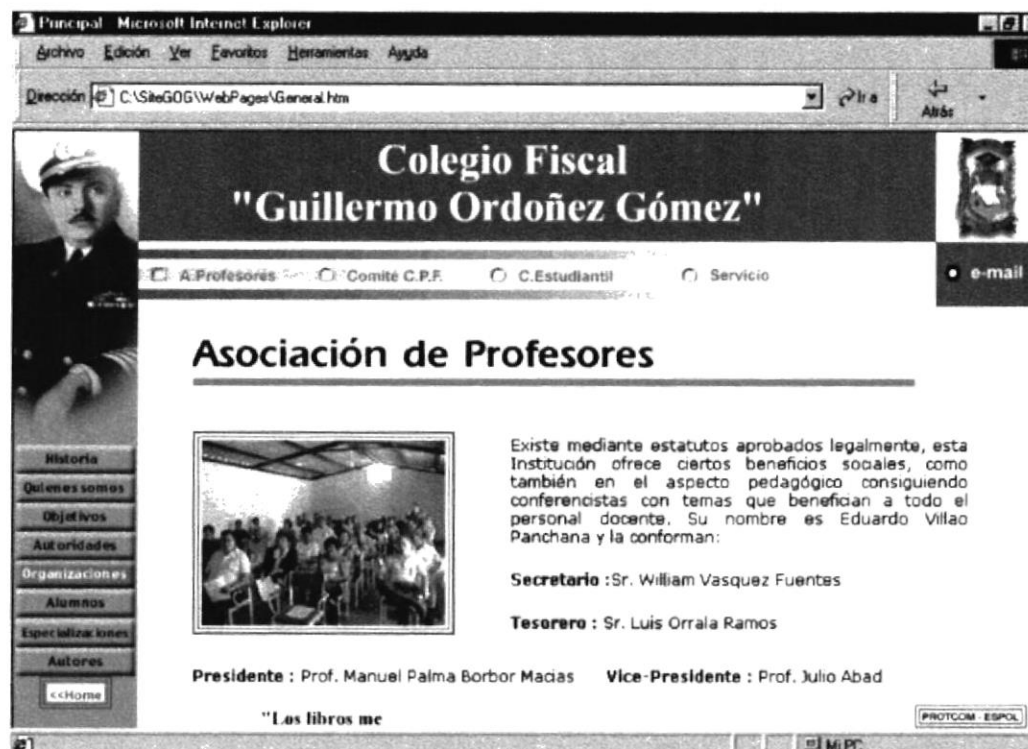 Principal - Microsoft Internet Explorer
Archivo Edición Ver Favoritos Herramientas Ayuda
Dirección C:\SiteGOG\WebPages\General.htm Ir a Atrás
Colegio Fiscal
"Guillermo Ordoñez Gómez"
A.Profesores Comité C.P.F. C.Estudiantil Servicio e-mail
Asociación de Profesores
Existe mediante estatutos aprobados legalmente, esta
Institución ofrece ciertos beneficios sociales, como
también en el aspecto pedagógico consiguiendo
conferencistas con temas que benefician a todo el
personal docente. Su nombre es Eduardo Villao
Panchana y la conforman:
Secretario :Sr. William Vasquez Fuentes
Tesorero : Sr. Luis Orrala Ramos
Presidente : Prof. Manuel Palma Borbor Macias Vice-Presidente : Prof. Julio Abad
"Los libros me
Historia
Quienes somos
Objetivos
Autoridades
Organizaciones
Alumnos
Especializaciones
Autores
<<Home
PROTCOM - ESPOL
Mi PC